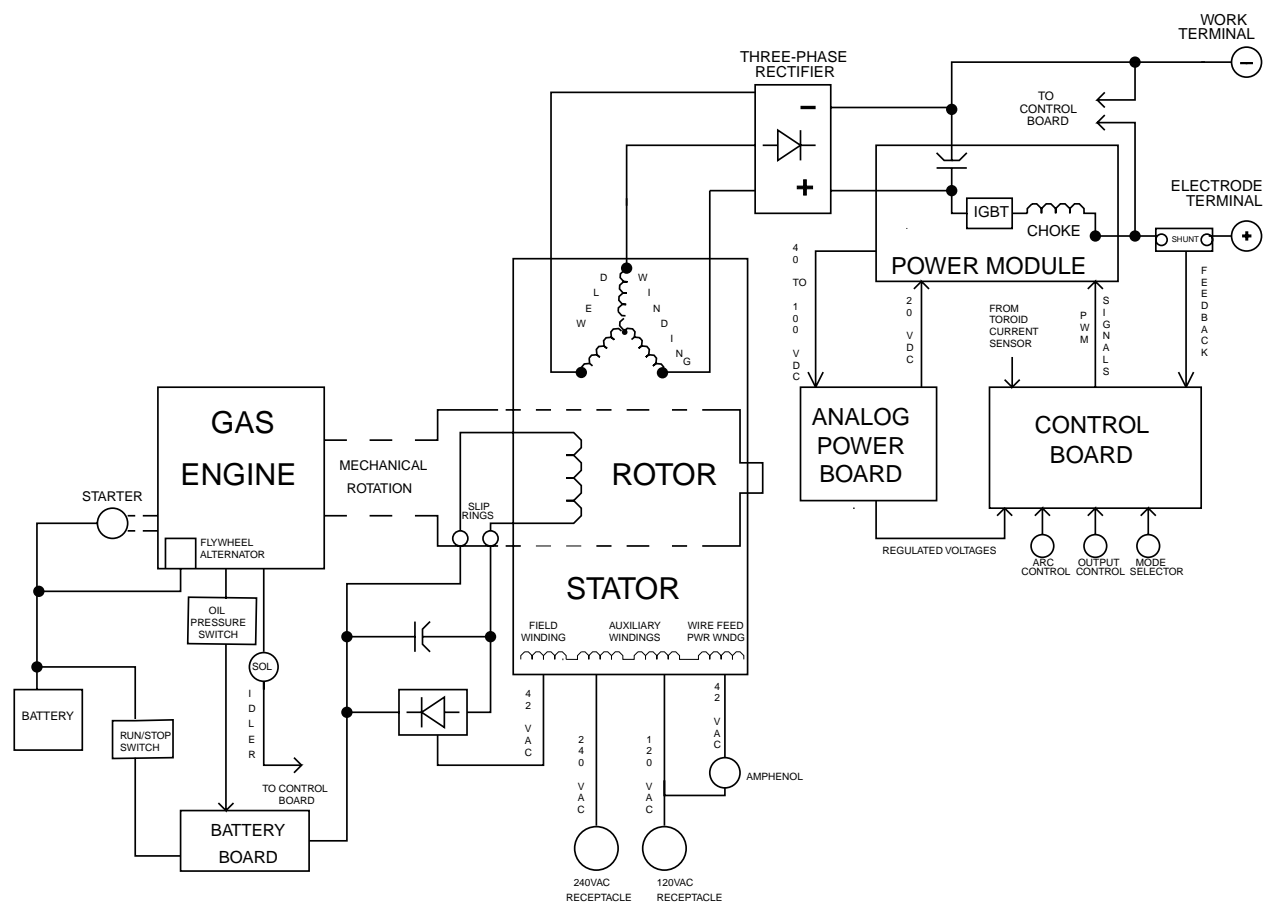 WORK
TERMINAL
−
THREE-PHASE
RECTIFIER
−
+
TO
CONTROL
BOARD
IGBT
CHOKE
POWER MODULE
ELECTRODE
TERMINAL
SHUNT
+
WELD
WINDING
40 TO 100 VDC
20 VDC
FROM
TOROID
CURRENT
SENSOR
PWM
SIGNALS
FEEDBACK
GAS
ENGINE
MECHANICAL
ROTATION
ROTOR
SLIP
RINGS
ANALOG
POWER
BOARD
CONTROL
BOARD
STARTER
FLYWHEEL
ALTERNATOR
REGULATED VOLTAGES
ARC
CONTROL
OUTPUT
CONTROL
MODE
SELECTOR
STATOR
OIL
PRESSURE
SWITCH
FIELD
WINDING
AUXILIARY
WINDINGS
WIRE FEED
PWR WNDG
SOL
IDLER
BATTERY
RUN/STOP
SWITCH
42 VAC
240 VAC
120 VAC
42 VAC
AMPHENOL
TO CONTROL
BOARD
BATTERY
BOARD
240VAC
RECEPTACLE
120VAC
RECEPTACLE